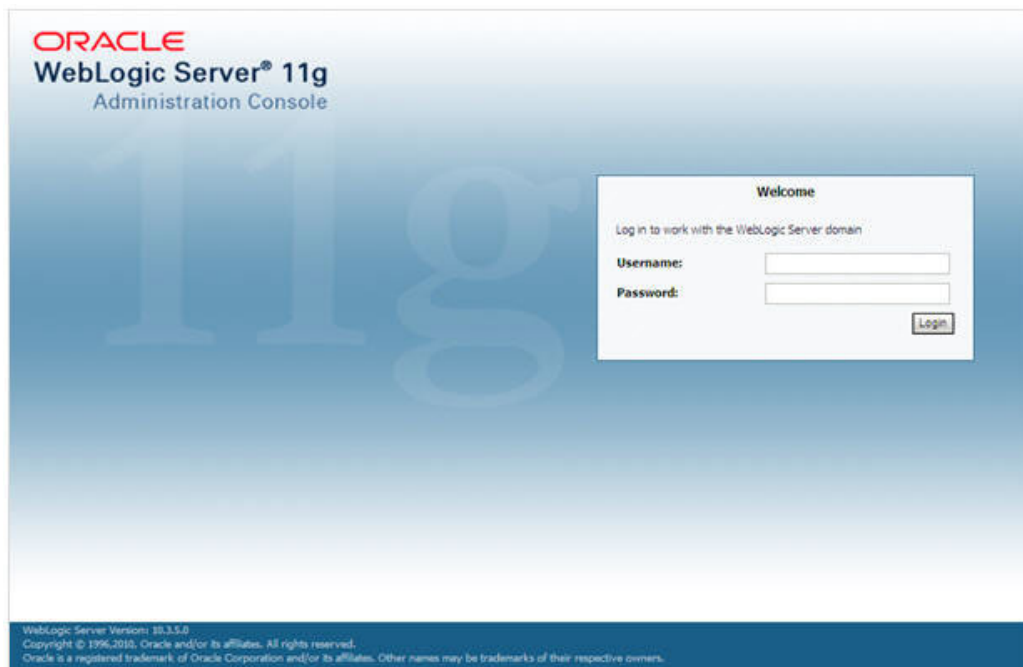 ORACLE
WebLogic Server® 11g
Administration Console
11g
Welcome
Log in to work with the WebLogic Server domain
Username:
Password:
Login
WebLogic Server Version: 10.3.5.0
Copyright © 1996,2010, Oracle and/or its affiliates. All rights reserved.
Oracle is a registered trademark of Oracle Corporation and/or its affiliates. Other names may be trademarks of their respective owners.